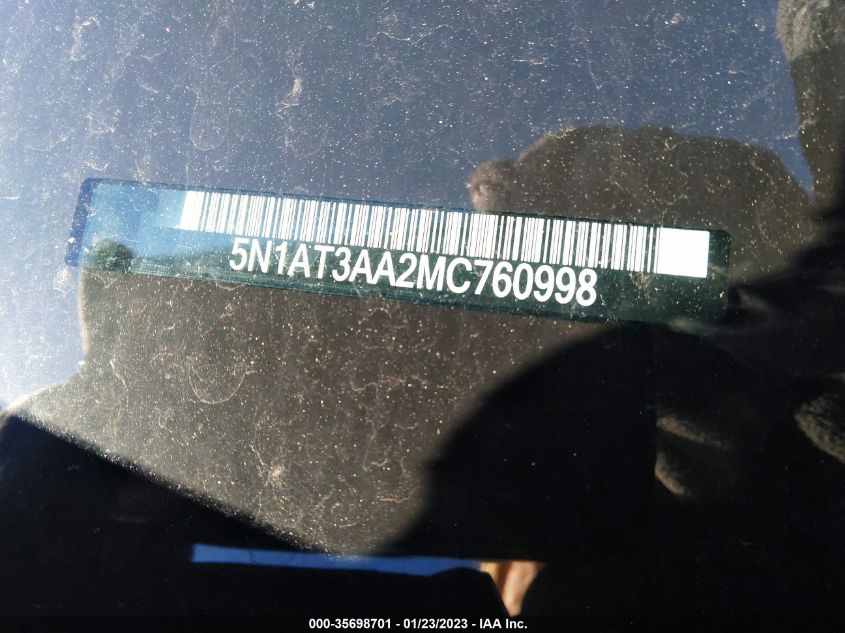 5N1AT3AA2MC760998
000-35698701 / 01/23/2023 - IAA Inc.